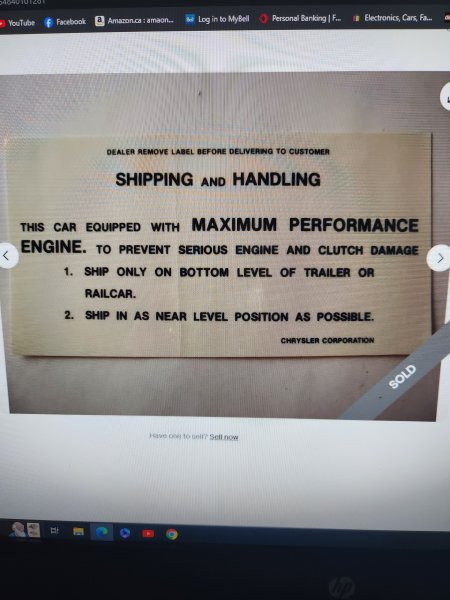 YouTube
Facebook
Amazon.ca : amaon...
Log in to MyBell
Personal Banking | F...
Electronics, Cars, Fa...
DEALER REMOVE LABEL BEFORE DELIVERING TO CUSTOMER
SHIPPING AND HANDLING
THIS CAR EQUIPPED WITH MAXIMUM PERFORMANCE
ENGINE. TO PREVENT SERIOUS ENGINE AND CLUTCH DAMAGE
1. SHIP ONLY ON BOTTOM LEVEL OF TRAILER OR
RAILCAR.
2. SHIP IN AS NEAR LEVEL POSITION AS POSSIBLE.
CHRYSLER CORPORATION
SOLD
Have one to sell? Sell now
hp